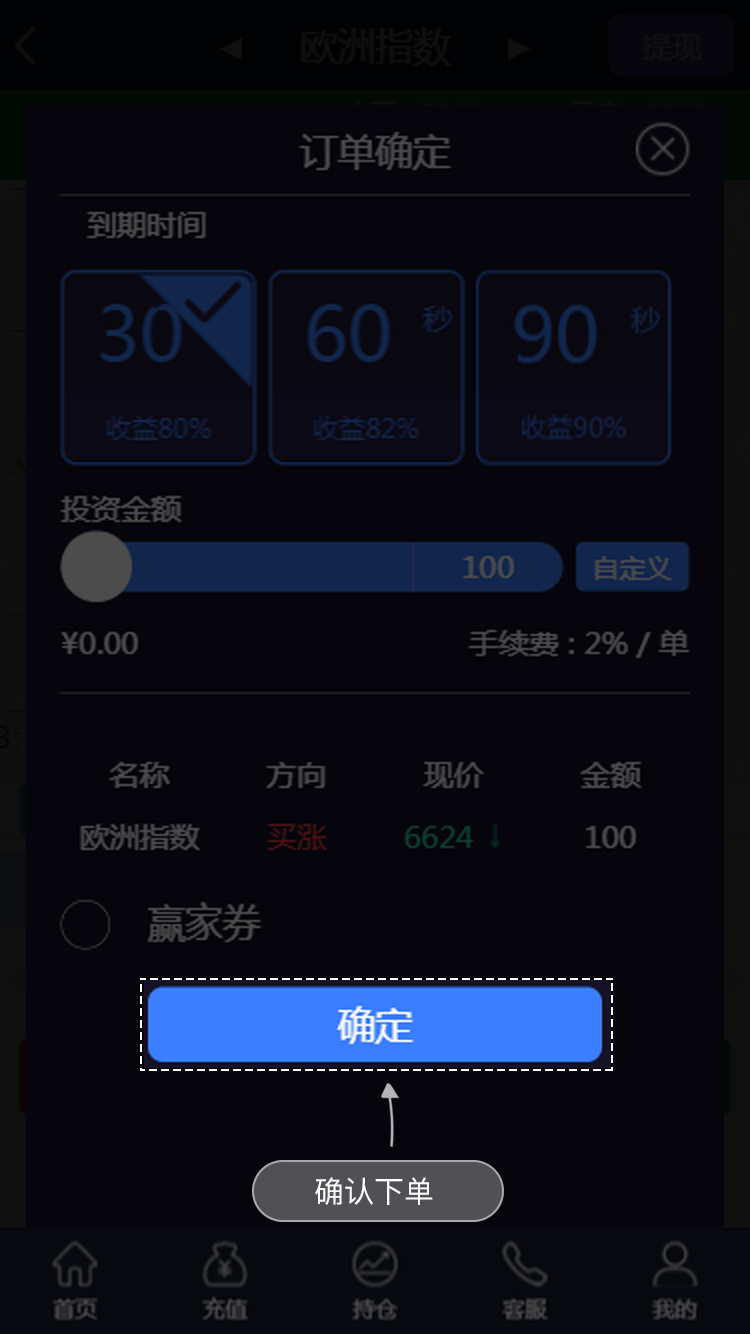 欧洲指数 提现
订单确定
到期时间
30 60 秒 90 秒
收益80% 收益82% 收益90%
投资金额
100 自定义
¥0.00 手续费 : 2% / 单
名称 方向 现价 金额
欧洲指数 买涨 6624 ↓ 100
赢家券
确定
确认下单
首页 充值 持仓 客服 我的